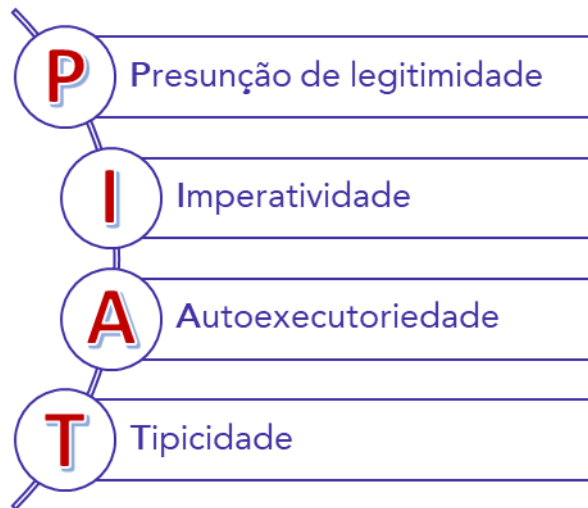 P Presunção de legitimidade
I Imperatividade
A Autoexecutoriedade
T Tipicidade